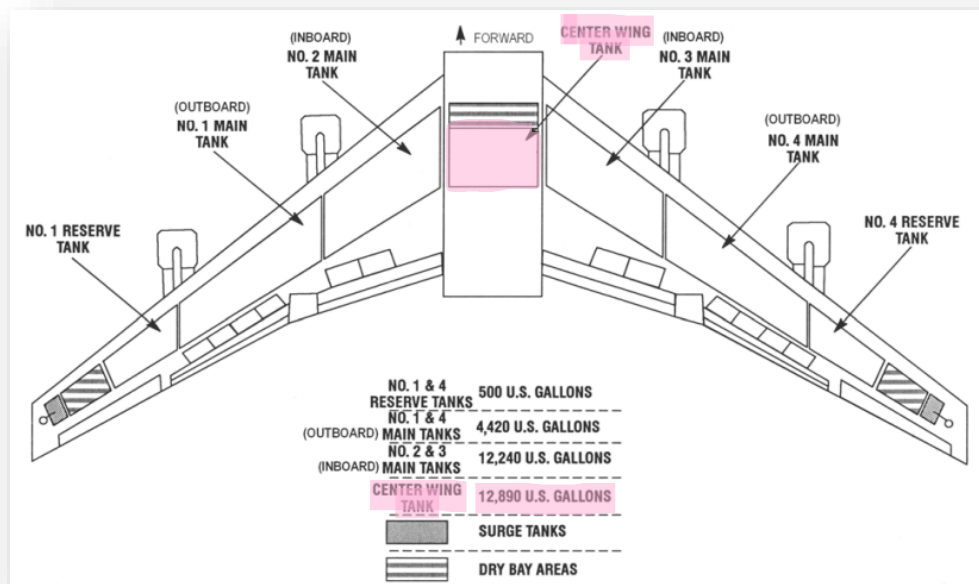 FORWARD
(INBOARD)
NO. 2 MAIN
TANK
CENTER WING
TANK
(INBOARD)
NO. 3 MAIN
TANK
(OUTBOARD)
NO. 1 MAIN
TANK
(OUTBOARD)
NO. 4 MAIN
TANK
NO. 1 RESERVE
TANK
NO. 4 RESERVE
TANK
NO. 1 & 4
RESERVE TANKS 500 U.S. GALLONS
NO. 1 & 4
(OUTBOARD) MAIN TANKS 4,420 U.S. GALLONS
NO. 2 & 3
(INBOARD) MAIN TANKS 12,240 U.S. GALLONS
CENTER WING
TANK 12,890 U.S. GALLONS
SURGE TANKS
DRY BAY AREAS